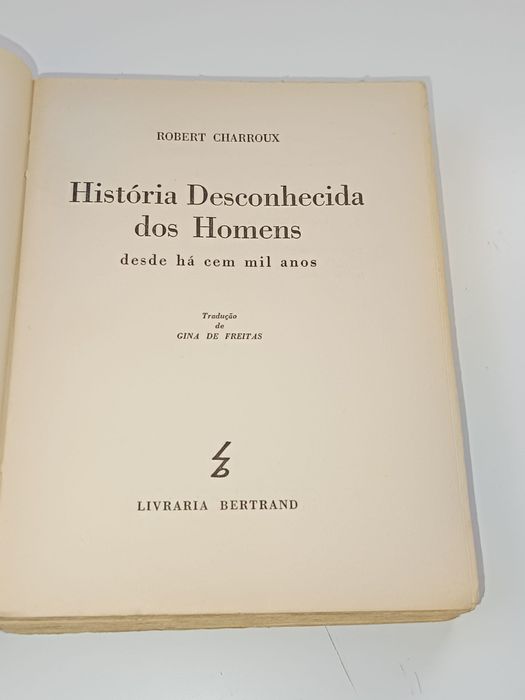 ROBERT CHARROUX
História Desconhecida
dos Homens
desde há cem mil anos
Tradução
de
GINA DE FREITAS
LIVRARIA BERTRAND